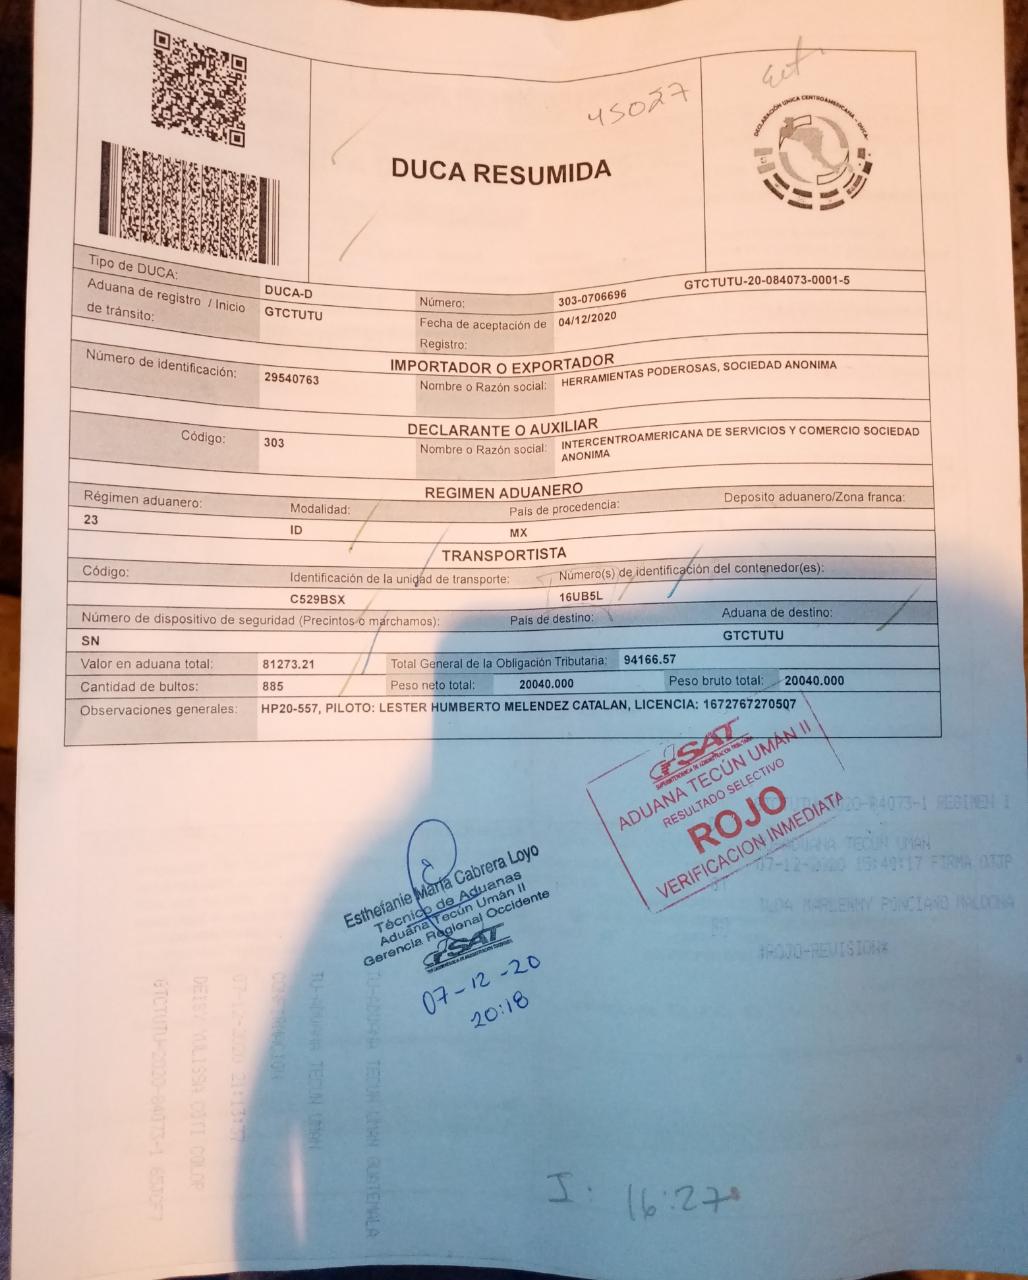 45027
DECLARACIÓN UNICA CENTROAMERICANA - DUCA-
DUCA RESUMIDA
Tipo de DUCA: DUCA-D Número: 303-0706696 GTCTUTU-20-084073-0001-5
Aduana de registro / Inicio de tránsito: GTCTUTU Fecha de aceptación de Registro: 04/12/2020
IMPORTADOR O EXPORTADOR
Número de identificación: 29540763 Nombre o Razón social: HERRAMIENTAS PODEROSAS, SOCIEDAD ANONIMA
DECLARANTE O AUXILIAR
Código: 303 Nombre o Razón social: INTERCENTROAMERICANA DE SERVICIOS Y COMERCIO SOCIEDAD ANONIMA
REGIMEN ADUANERO
Régimen aduanero: Modalidad: País de procedencia: Deposito aduanero/Zona franca:
23 ID MX
TRANSPORTISTA
Código: Identificación de la unidad de transporte: Número(s) de identificación del contenedor(es):
C529BSX 16UB5L
Número de dispositivo de seguridad (Precintos o marchamos): País de destino: Aduana de destino:
SN GTCTUTU
Valor en aduana total: 81273.21 Total General de la Obligación Tributaria: 94166.57
Cantidad de bultos: 885 Peso neto total: 20040.000 Peso bruto total: 20040.000
Observaciones generales: HP20-557, PILOTO: LESTER HUMBERTO MELENDEZ CATALAN, LICENCIA: 1672767270507
SAT
SUPERINTENDENCIA DE ADMINISTRACIÓN TRIBUTARIA
ADUANA TECÚN UMÁN II
RESULTADO SELECTIVO
ROJO
VERIFICACION INMEDIATA
Esthefanie María Cabrera Loyo
Técnico de Aduanas
Aduana Tecún Umán II
Gerencia Regional Occidente
SAT
07-12-20
20:18
I: 16:27